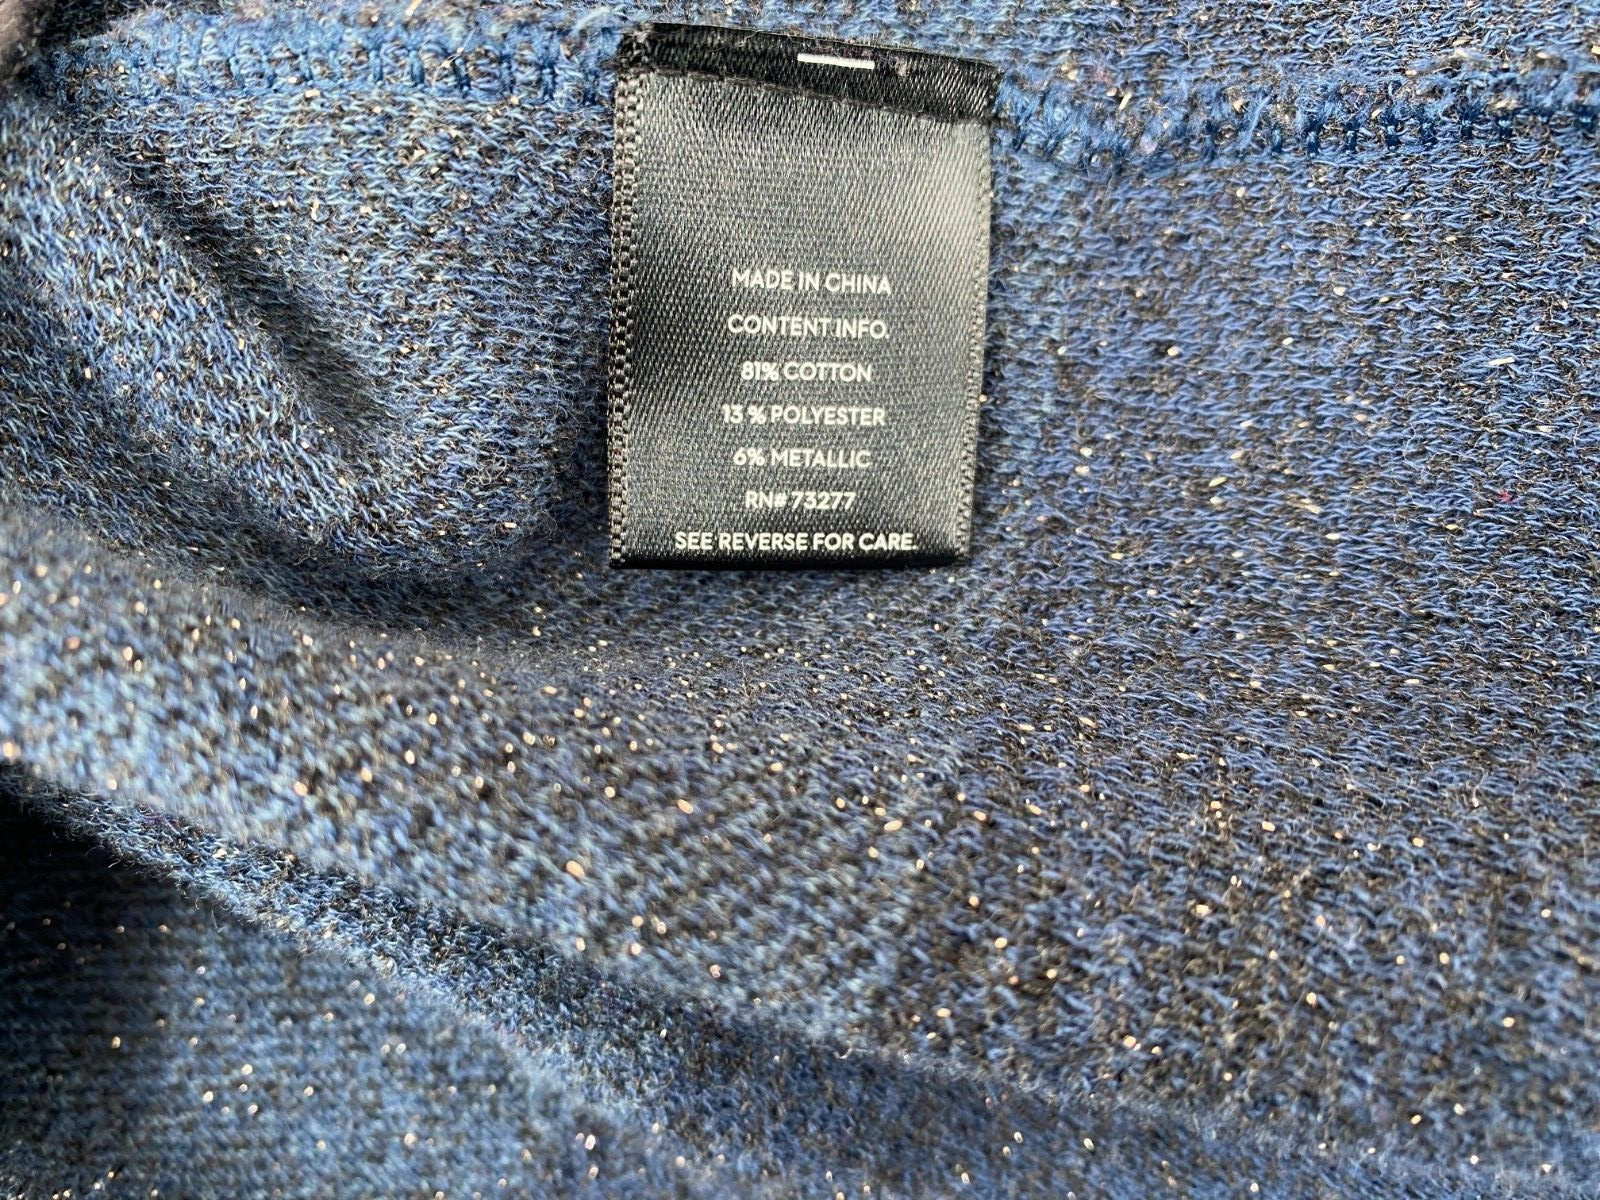 MADE IN CHINA
CONTENT INFO.
81% COTTON
13 % POLYESTER
6% METALLIC
RN# 73277
SEE REVERSE FOR CARE.